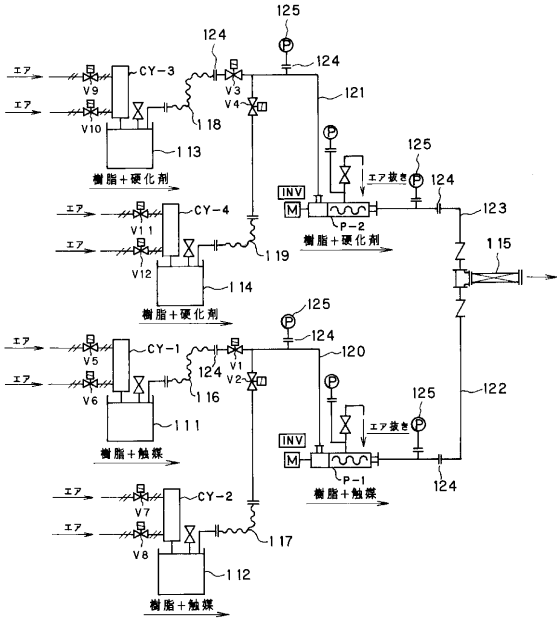 125
P
124
124
エア
V9
CY-3
V3
V4
エア
V10
118
121
113
樹脂+硬化剤
P
エア抜き
125
P
124
INV
M
P-2
樹脂+硬化剤
123
エア
V11
CY-4
エア
V12
119
115
114
樹脂+硬化剤
125
P
124
エア
V5
CY-1
124
V1
V2
120
エア
V6
116
P
125
P
111
樹脂+触媒
エア抜き
122
INV
M
P-1
樹脂+触媒
124
エア
V7
CY-2
エア
V8
117
112
樹脂+触媒